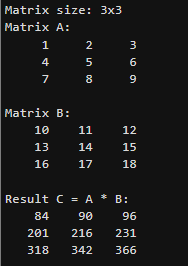 Matrix size: 3x3
Matrix A:
1 2 3
4 5 6
7 8 9
Matrix B:
10 11 12
13 14 15
16 17 18
Result C = A * B:
84 90 96
201 216 231
318 342 366